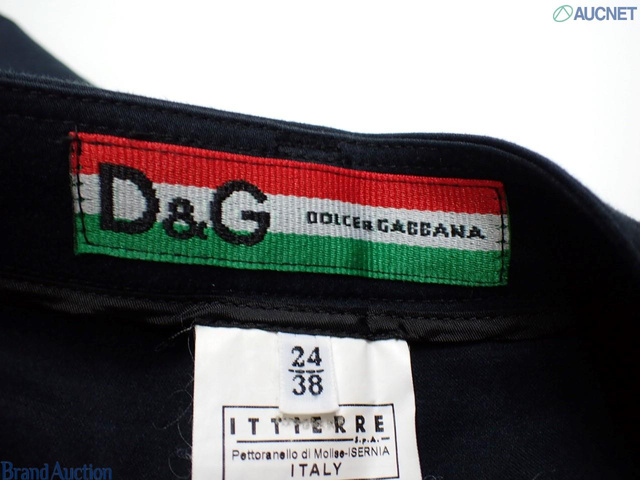 AUCNET
D&G DOLCE&GABBANA
24
38
ITTIERRE
S.p.A.
Pettoranello di Molise-ISERNIA
ITALY
Brand Auction